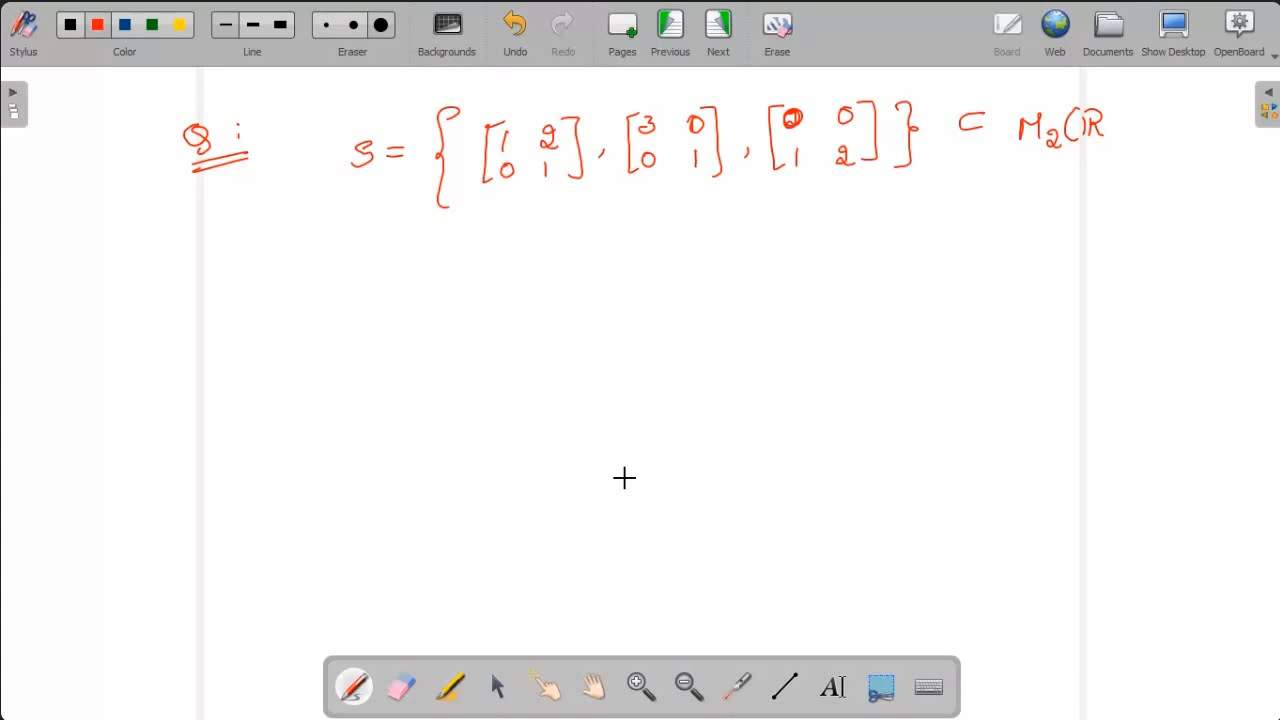 Stylus Color Line Eraser Backgrounds Undo Redo Pages Previous Next Erase Board Web Documents Show Desktop OpenBoard
Q: S = { [1 2 , [3 0 , [ 0 } ⊂ M₂(ℝ
0 1] 0 1] 1 2]
AI